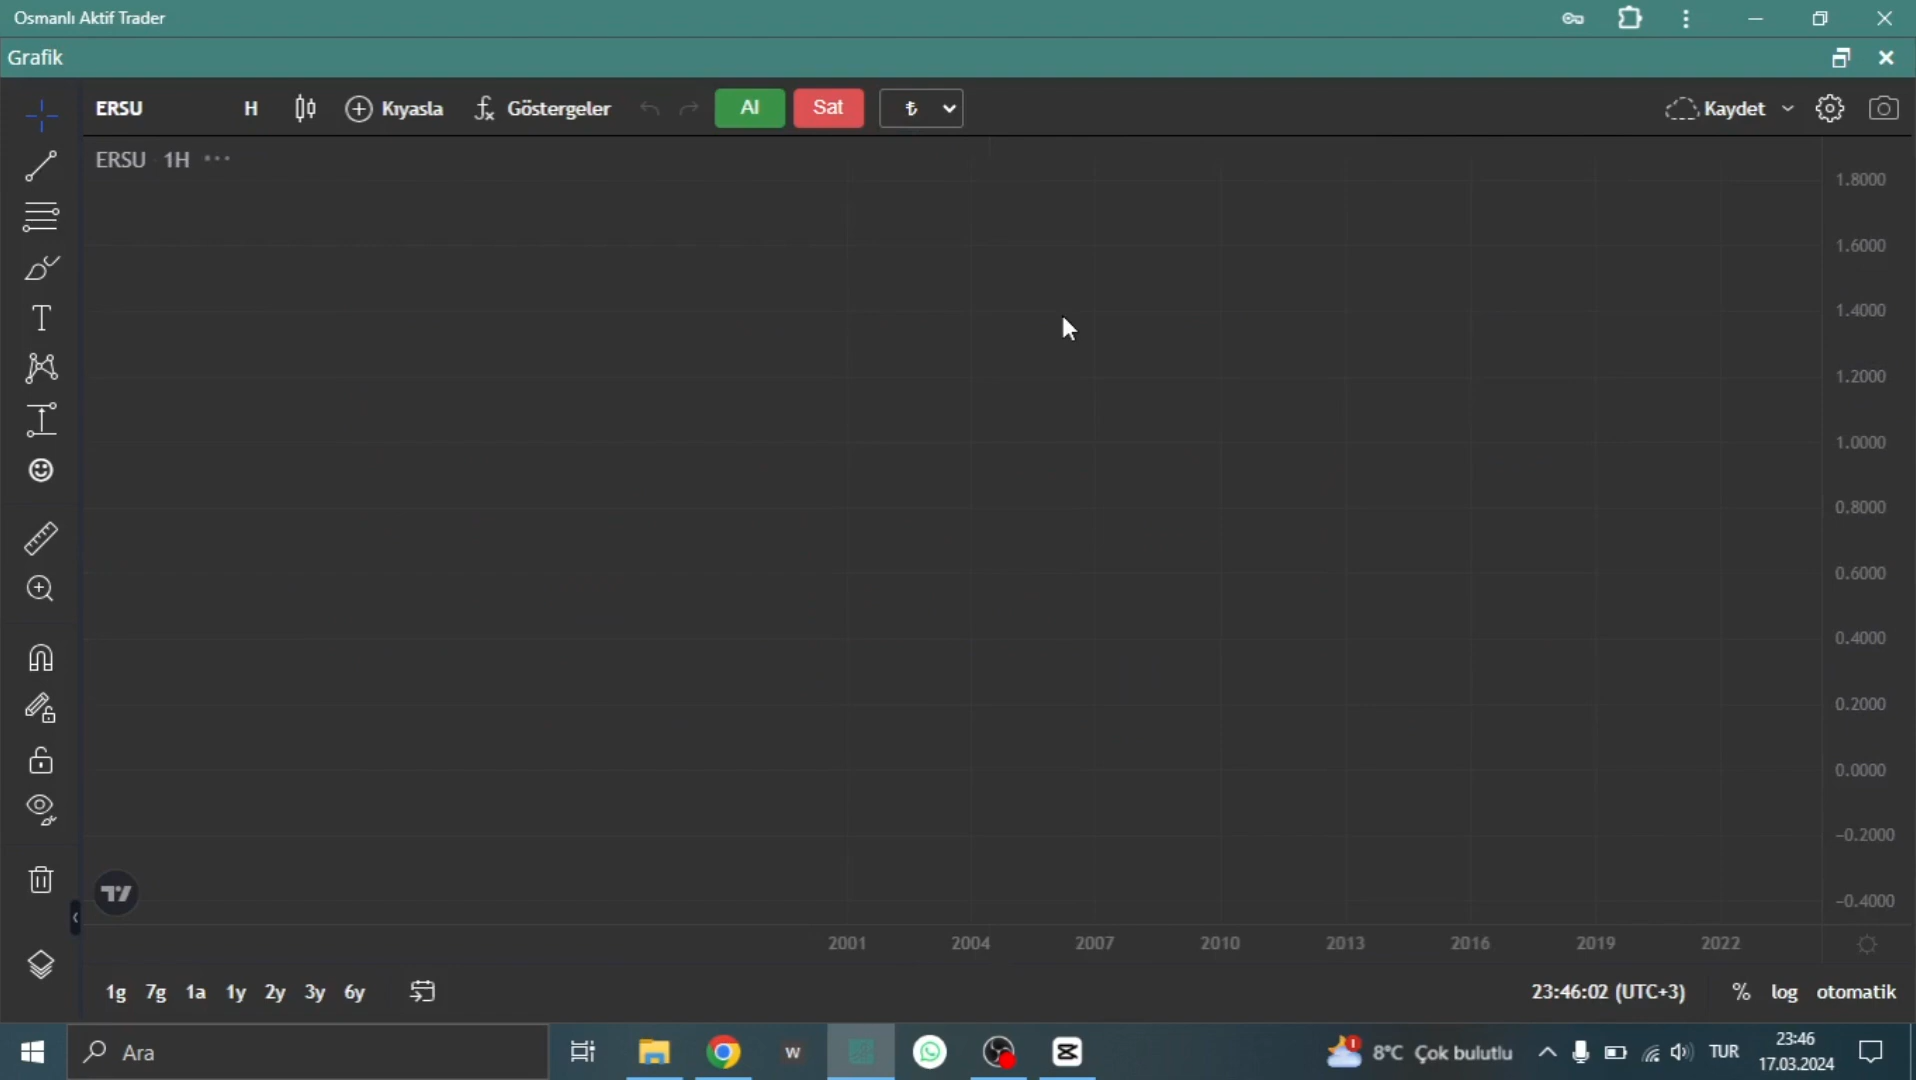 Osmanlı Aktif Trader
Grafik
ERSU H Kıyasla Göstergeler Al Sat ₺ Kaydet
ERSU 1H
1.8000
1.6000
1.4000
1.2000
1.0000
0.8000
0.6000
0.4000
0.2000
0.0000
−0.2000
−0.4000
2001 2004 2007 2010 2013 2016 2019 2022
1g 7g 1a 1y 2y 3y 6y 23:46:02 (UTC+3) % log otomatik
Ara W 8°C Çok bulutlu TUR 23:46
17.03.2024